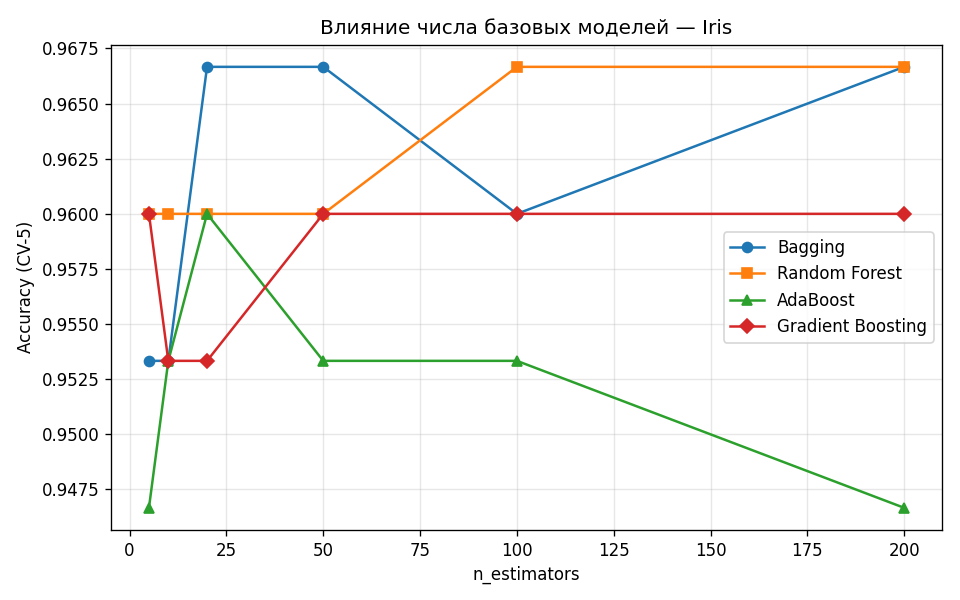 Влияние числа базовых моделей — Iris
Accuracy (CV-5)
0.9675
0.9650
0.9625
0.9600
0.9575
0.9550
0.9525
0.9500
0.9475
Bagging
Random Forest
AdaBoost
Gradient Boosting
0 25 50 75 100 125 150 175 200
n_estimators